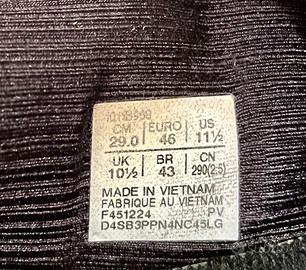 CM EURO US
29.0 46 11½
UK BR CN
10½ 43 290(2.5)
MADE IN VIETNAM
FABRIQUE AU VIETNAM
F451224 PV
D4SB3PPN4NC45LG